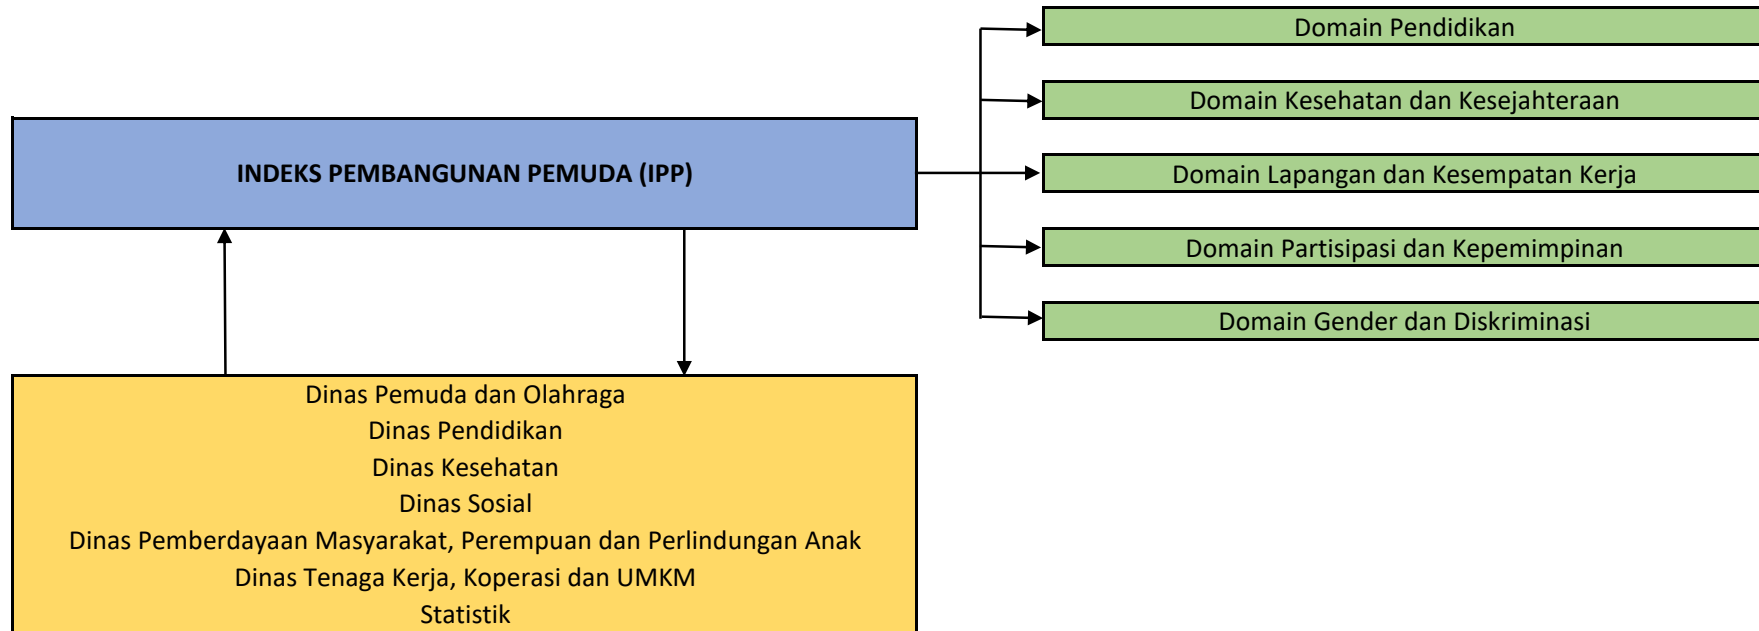 Domain Pendidikan
Domain Kesehatan dan Kesejahteraan
INDEKS PEMBANGUNAN PEMUDA (IPP)
Domain Lapangan dan Kesempatan Kerja
Domain Partisipasi dan Kepemimpinan
Domain Gender dan Diskriminasi
Dinas Pemuda dan Olahraga
Dinas Pendidikan
Dinas Kesehatan
Dinas Sosial
Dinas Pemberdayaan Masyarakat, Perempuan dan Perlindungan Anak
Dinas Tenaga Kerja, Koperasi dan UMKM
Statistik